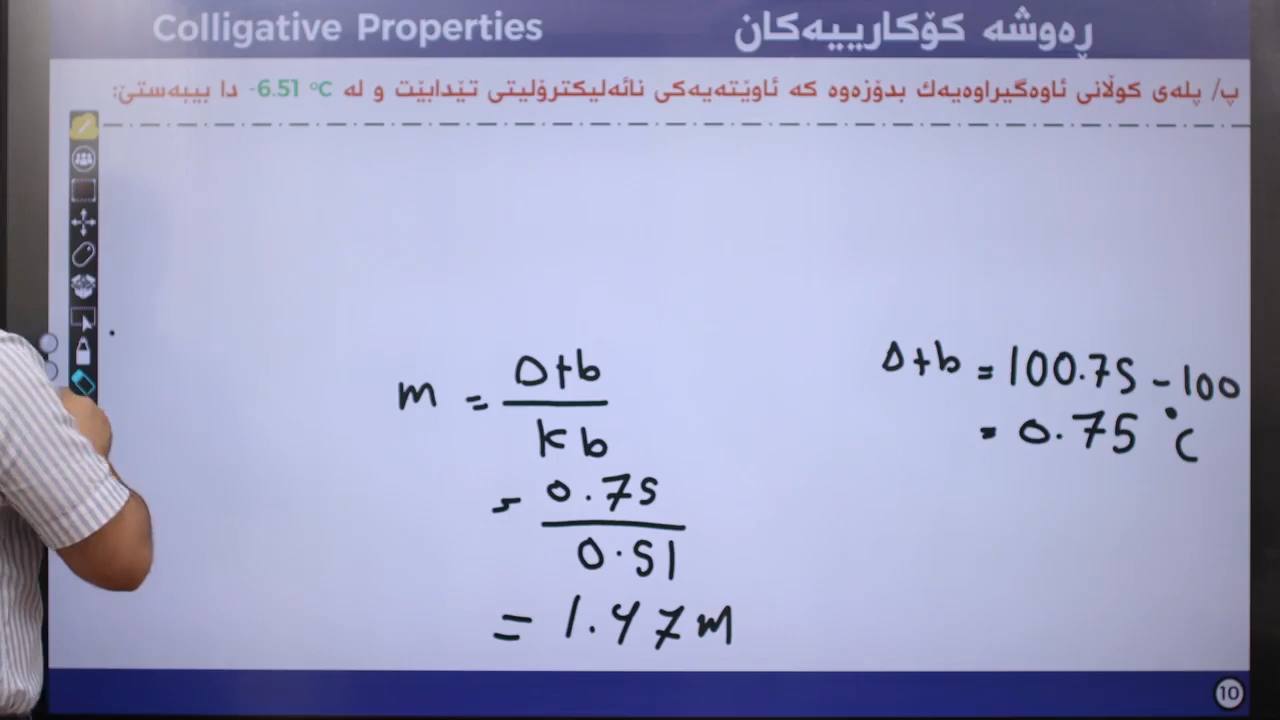 Colligative Properties
ڕەوشە کۆکارییەکان
پ/ پلەی کوڵانی ئاوەگیراوەیەك بدۆزەوە کە ئاوێتەیەکی نائەلیکترۆلیتی تێدابێت و لە -6.51 °C دا بیبەستێ:
m = Δtb / kb
= 0.75 / 0.51
= 1.47 m
Δtb = 100.75 - 100
= 0.75 °C
10